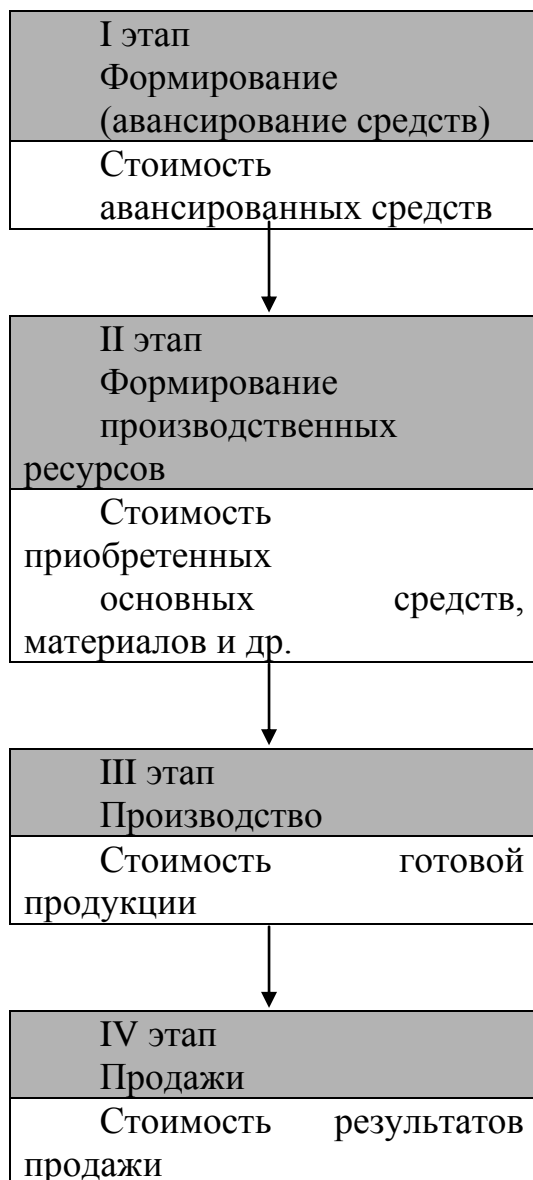 I этап
Формирование
(авансирование средств)
Стоимость
авансированных средств
II этап
Формирование
производственных
ресурсов
Стоимость
приобретенных
основных средств,
материалов и др.
III этап
Производство
Стоимость готовой
продукции
IV этап
Продажи
Стоимость результатов
продажи